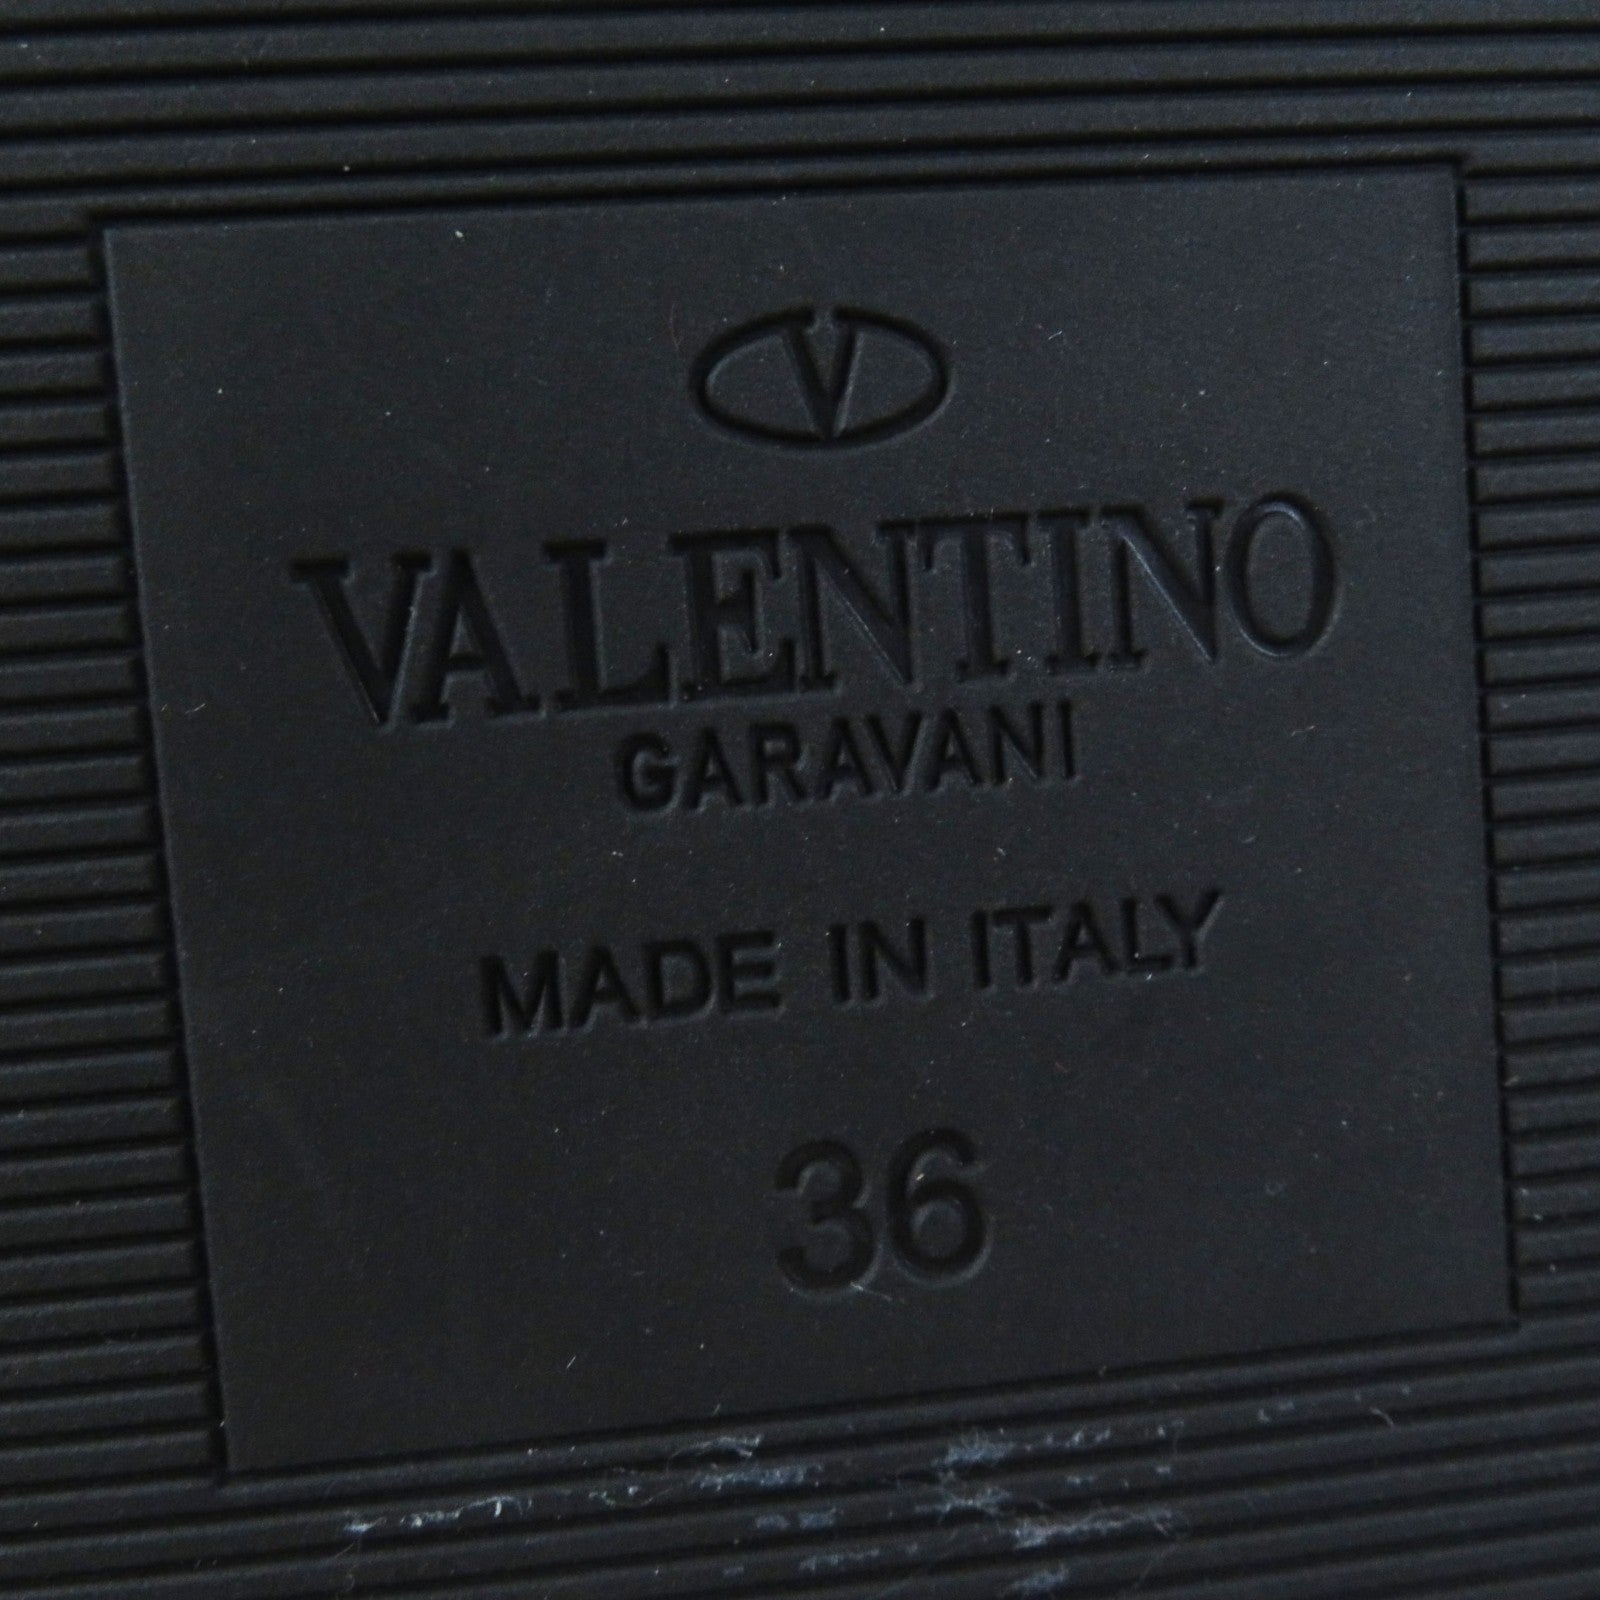 V
VALENTINO
GARAVANI
MADE IN ITALY
36